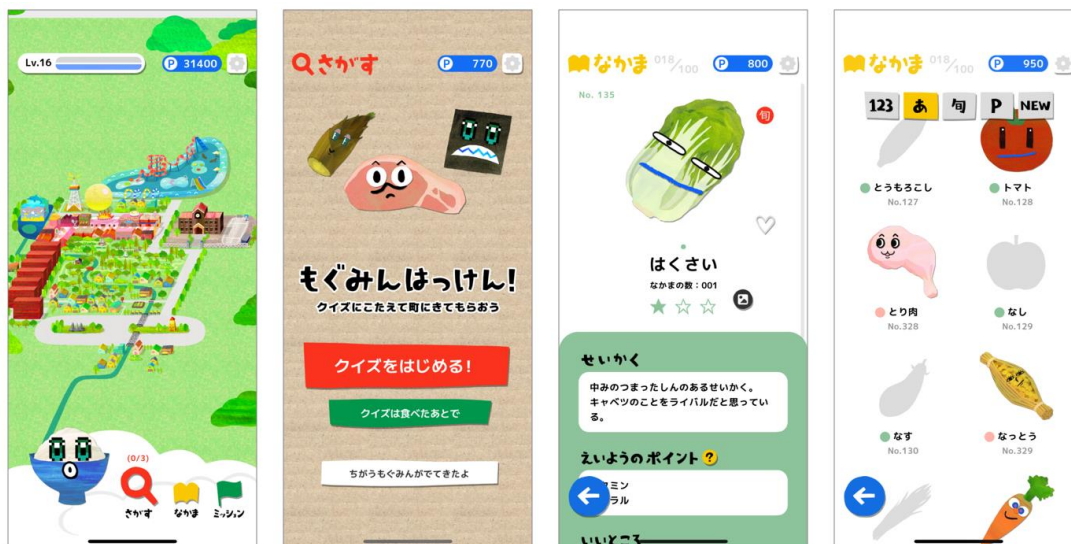 Lv.16
P 31400
(0/3)
さがす
なかま
ミッション
さがす
P 770
もぐみんはっけん!
クイズにこたえて町にきてもらおう
クイズをはじめる!
クイズは食べたあとで
ちがうもぐみんがでてきたよ
なかま 018/100
P 800
No. 135
旬
はくさい
なかまの数:001
せいかく
中みのつまったしんのあるせいかく。
キャベツのことをライバルだと思ってい
る。
えいようのポイント?
ミン
ラル
いいところ
なかま 018/100
P 950
123 あ 旬 P NEW
とうもろこし
No.127
トマト
No.128
とり肉
No.328
なし
No.129
なす
No.130
なっとう
No.329